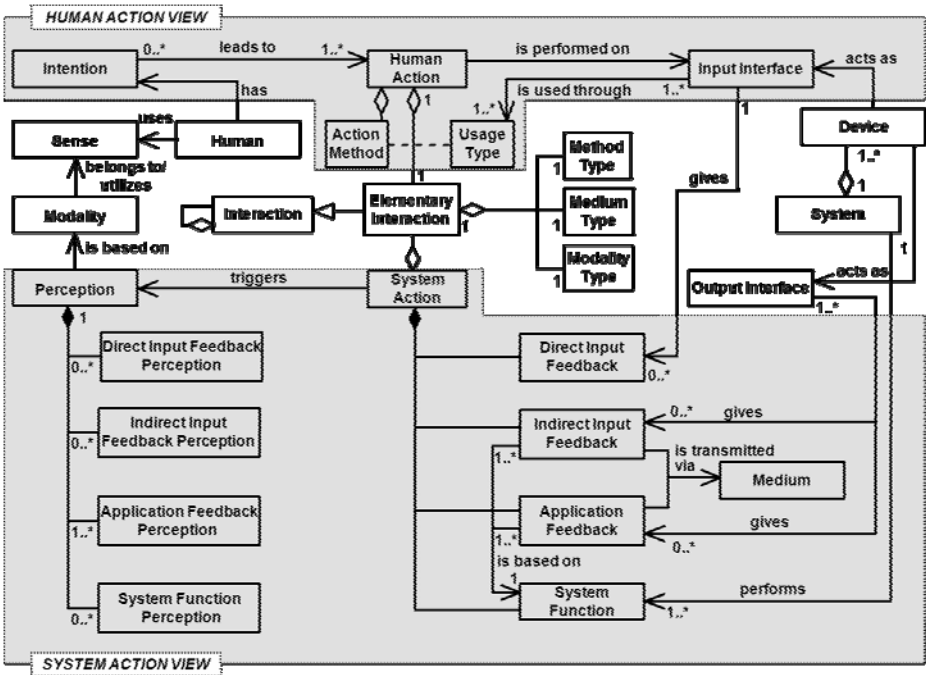 HUMAN ACTION VIEW
0..*
leads to
1..*
Intention
Human
Action
1
is performed on
Input Interface
acts as
has
is used through
1..*
1..*
1
uses
Sense
Human
Action
Method
Usage
Type
Device
belongs to/
utilizes
Method
Type
1
1..*
1
gives
Modality
Interaction
1
Elementary
Interaction
1
Medium
Type
1
System
is based on
Modality
Type
1
t
triggers
Perception
System
Action
acts as
Output Interface
1..*
1
Direct Input Feedback
Perception
0..*
Direct Input
Feedback
0..*
Indirect Input
Feedback Perception
0..*
Indirect Input
Feedback
0..*
gives
1..*
is transmitted
via
Medium
Application Feedback
Perception
1..*
Application
Feedback
gives
1..*
0..*
is based on
1
System Function
Perception
0..*
System
Function
performs
1..*
SYSTEM ACTION VIEW